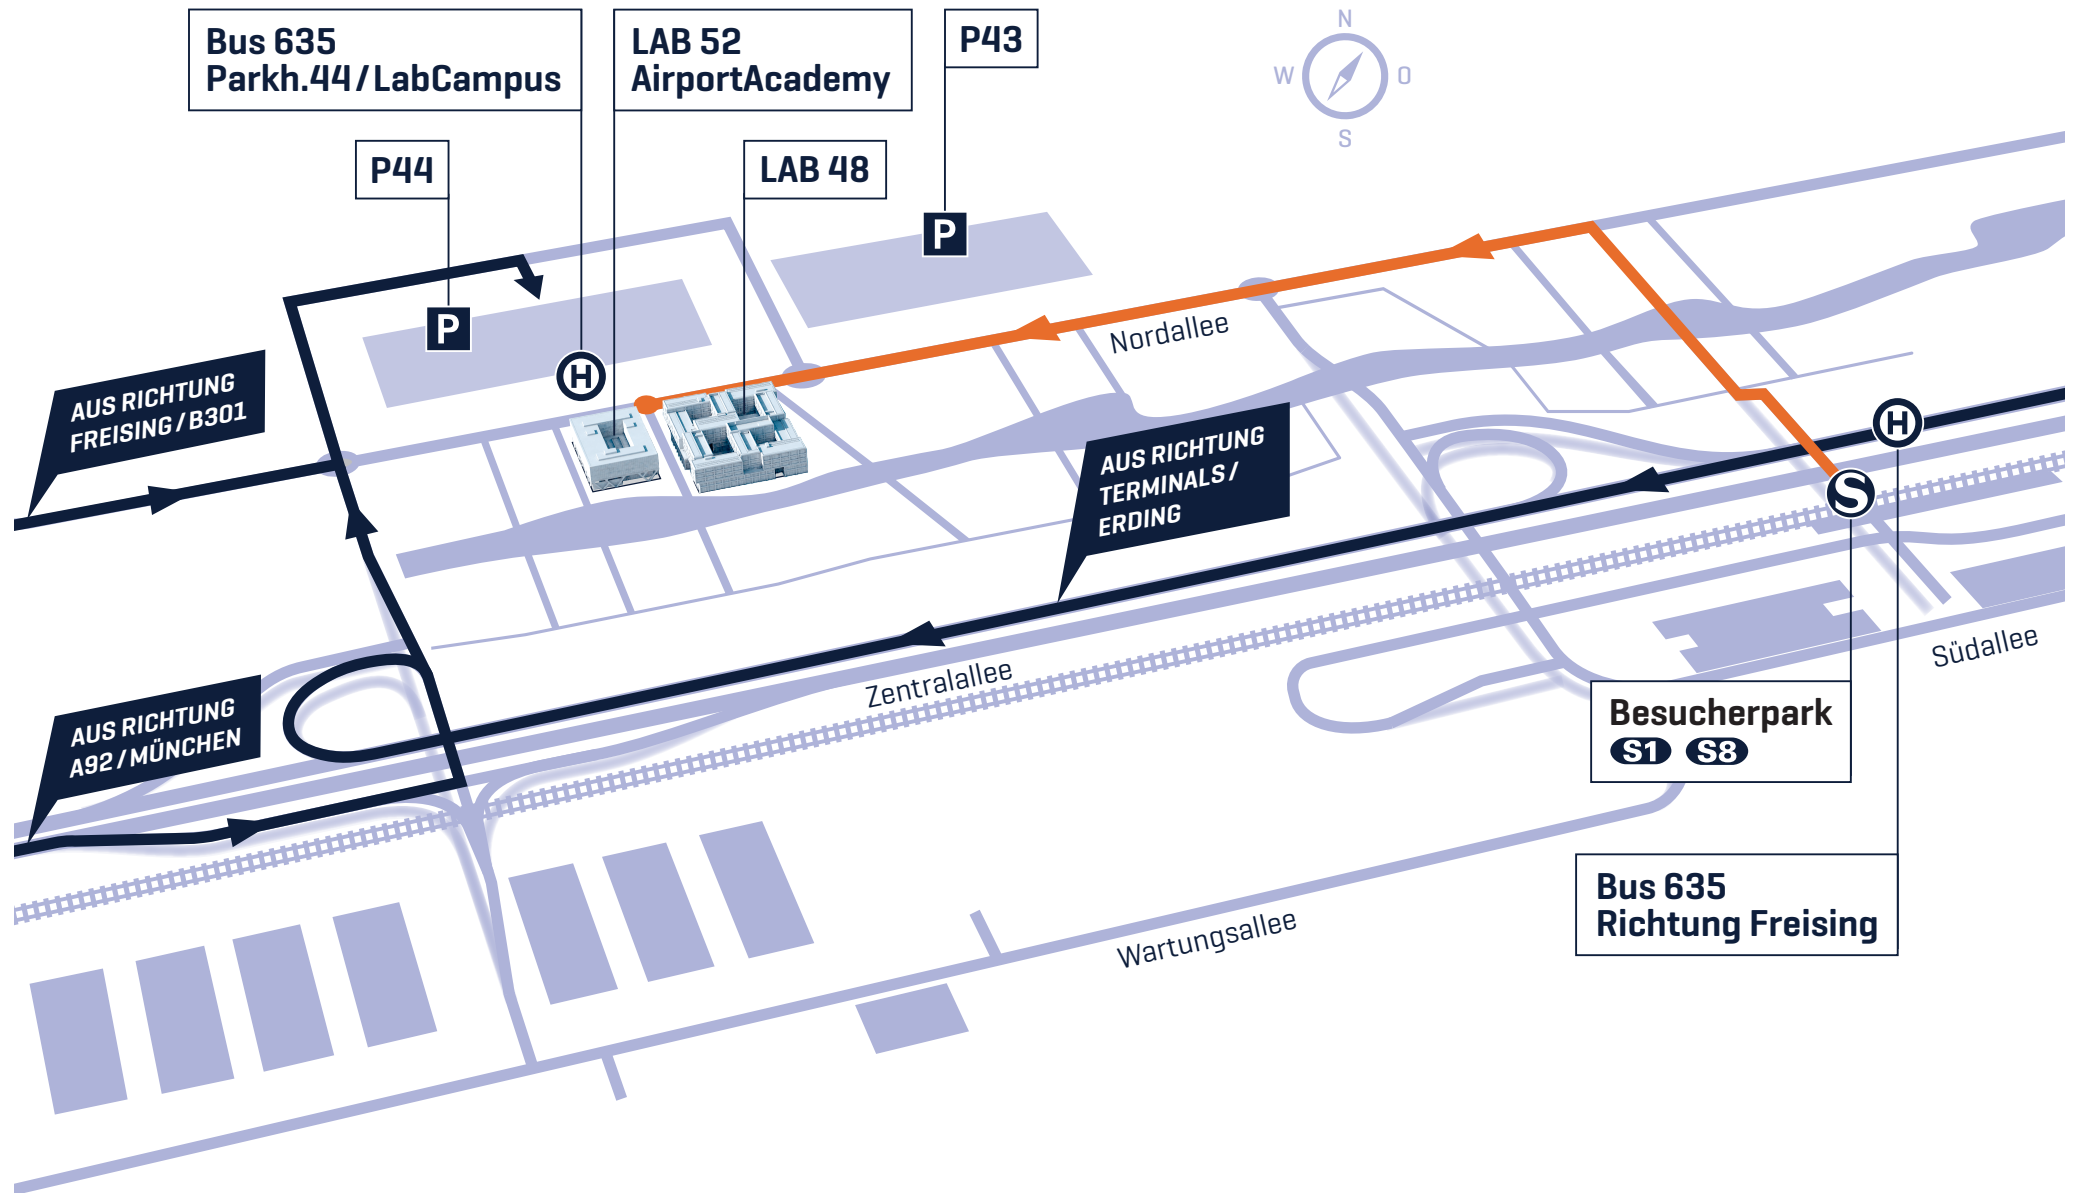 Bus 635
Parkh.44/LabCampus
LAB 52
AirportAcademy
P43
N
W
O
S
P44
LAB 48
P
P
H
Nordallee
AUS RICHTUNG
FREISING/B301
AUS RICHTUNG
TERMINALS/
ERDING
H
S
Zentralallee
Südallee
AUS RICHTUNG
A92/MÜNCHEN
Besucherpark
S1 S8
Bus 635
Richtung Freising
Wartungsallee